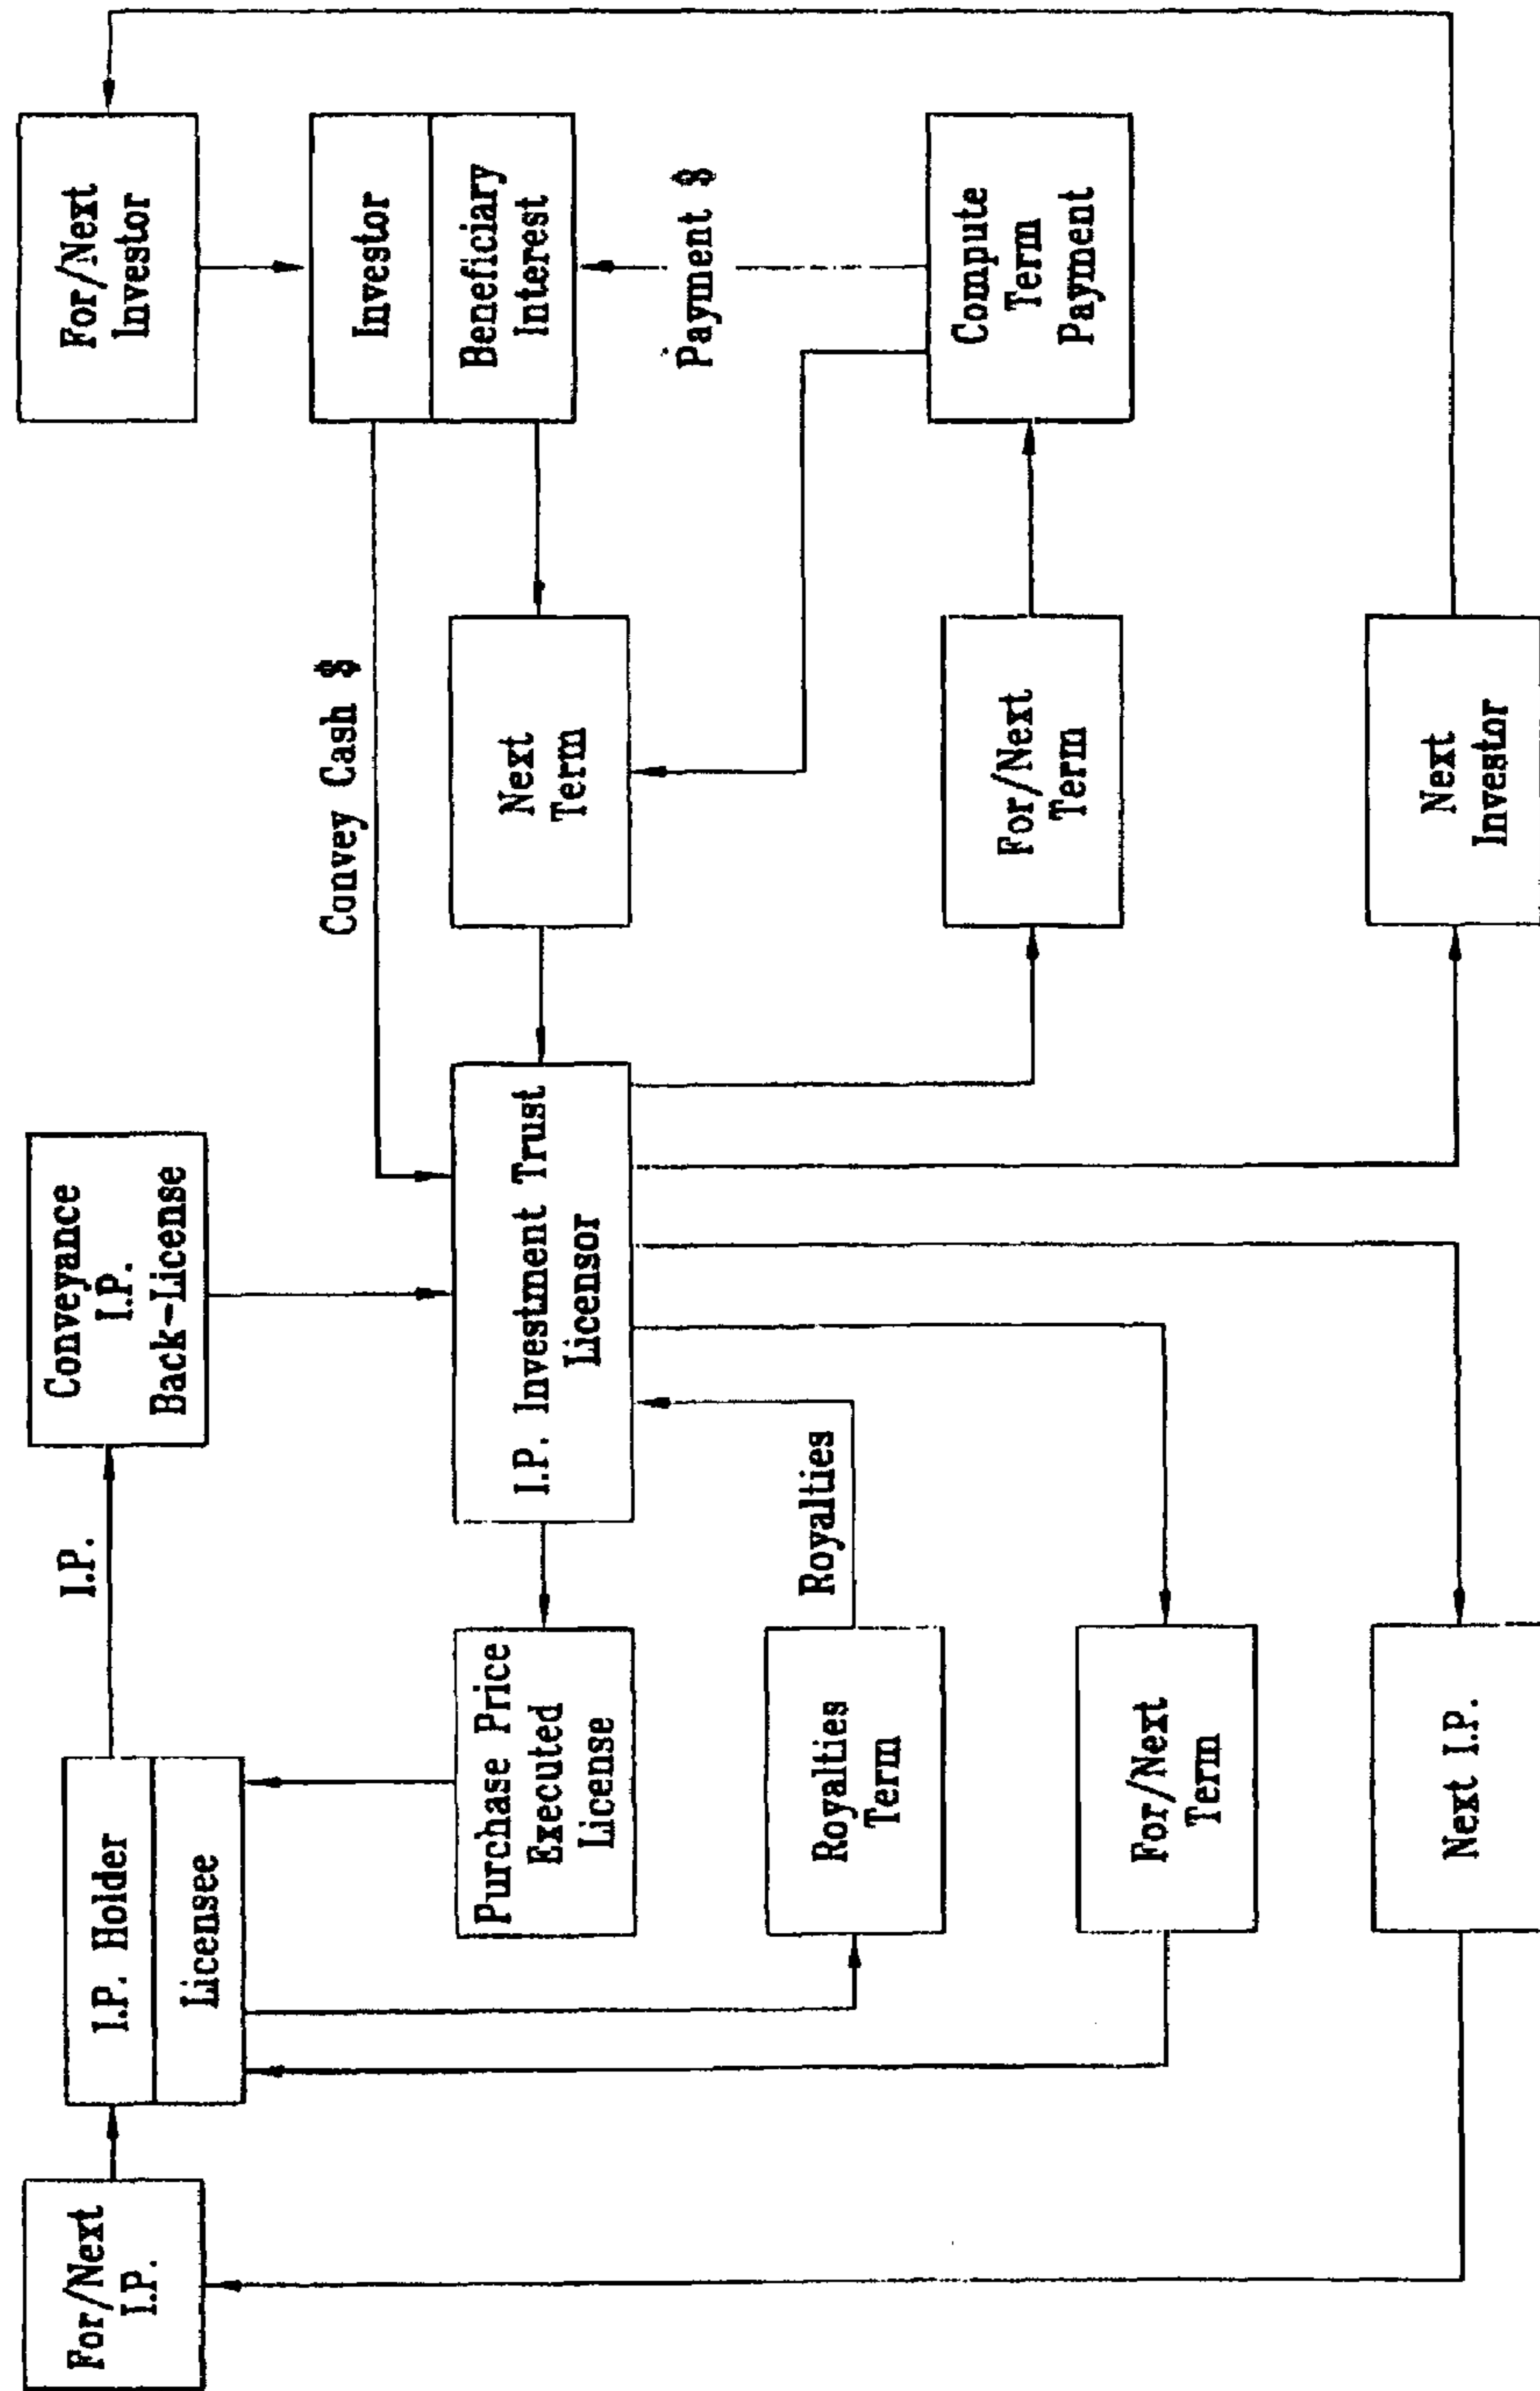 For/Next
I.P.
I.P. Holder
Licensee
I.P.
Conveyance
I.P.
Back-License
For/Next
Investor
Investor
Beneficiary
Interest
Convey Cash $
Purchase Price
Executed
License
I.P. Investment Trust
Licensor
Next
Term
Payment $
Royalties
Term
Royalties
For/Next
Term
Compute
Term
Payment
For/Next
Term
Next I.P.
Next
Investor